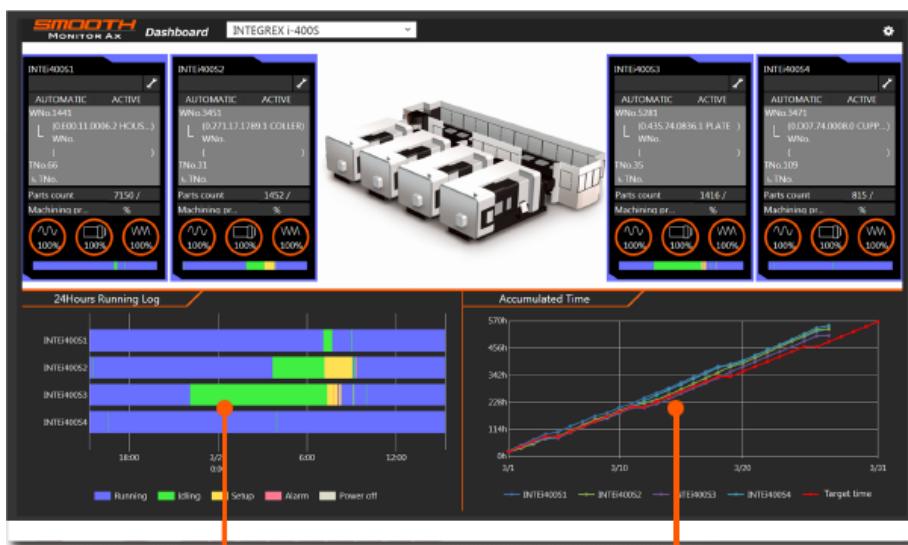 SMOOTH
MONITOR AX
Dashboard
INTEGREX i-400S
INTEi400S1
AUTOMATIC ACTIVE
WNo.1441
(0.E00.11.0006.2 HOUS...)
WNo.
( )
TNo.66
TNo.
Parts count 7150 /
Machining pr... %
100% 100% 100%
INTEi400S2
AUTOMATIC ACTIVE
WNo.3451
(0.271.17.1789.1 COLLER)
WNo.
( )
TNo.31
TNo.
Parts count 1452 /
Machining pr... %
100% 100% 100%
INTEi400S3
AUTOMATIC ACTIVE
WNo.5281
(0.435.74.0836.1 PLATE )
WNo.
( )
TNo.35
TNo.
Parts count 1416 /
Machining pr... %
100% 100% 100%
INTEi400S4
AUTOMATIC ACTIVE
WNo.3471
(0.D07.74.0008.0 CUPP...)
WNo.
( )
TNo.109
TNo.
Parts count 815 /
Machining pr... %
100% 100% 100%
24Hours Running Log
INTEi400S1
INTEi400S2
INTEi400S3
INTEi400S4
18:00 6:00 12:00
0:00
Running Idling Setup Alarm Power off
Accumulated Time
570h
456h
342h
228h
114h
0h
3/1 3/10 3/20 3/31
INTEi400S1 INTEi400S2 INTEi400S3 INTEi400S4 Target time